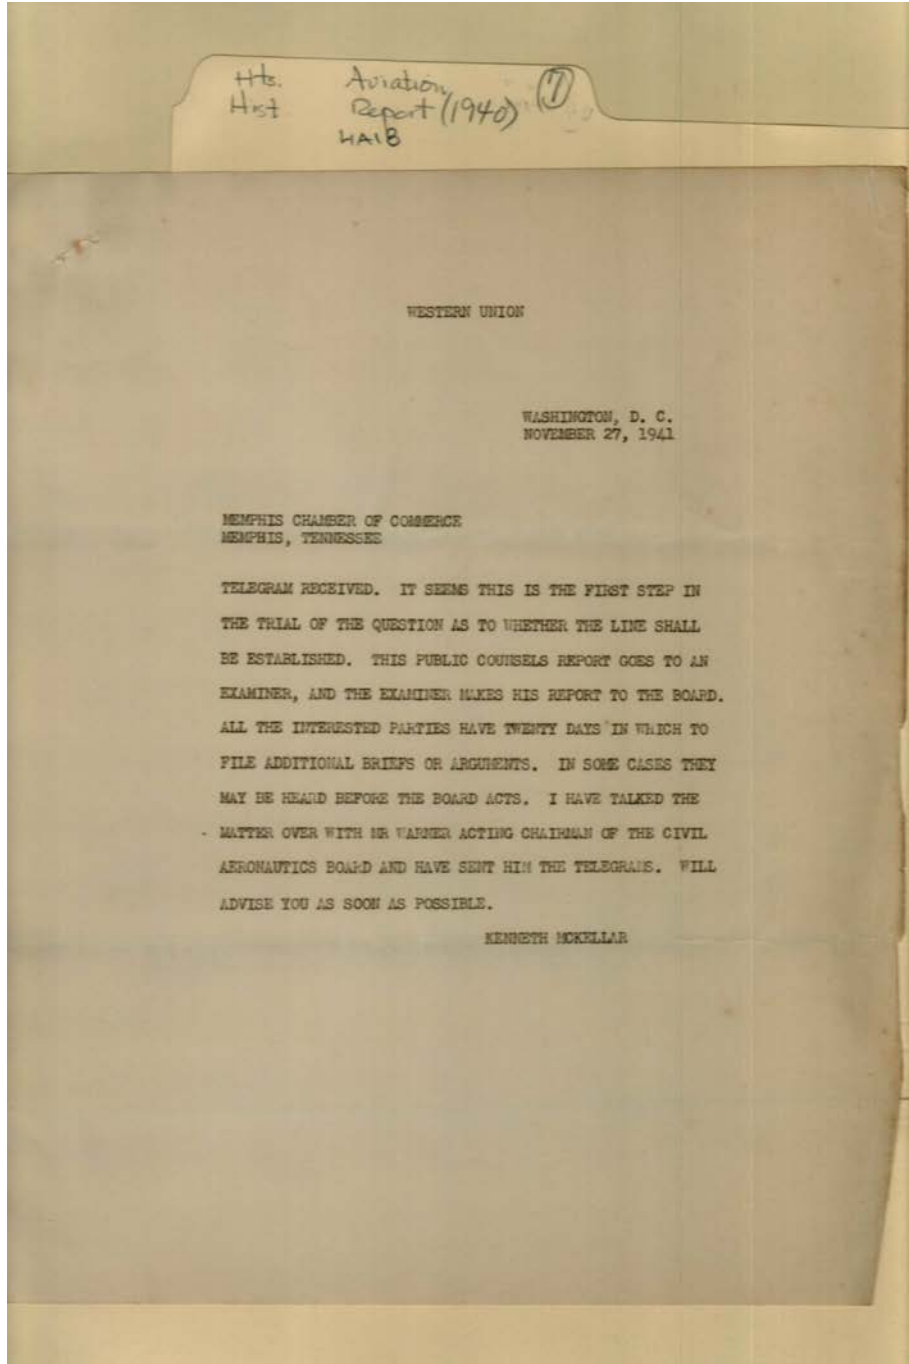 Hts. Aviation 7
Hist Report (1940)
HA18
WESTERN UNION
WASHINGTON, D. C.
NOVEMBER 27, 1941
MEMPHIS CHAMBER OF COMMERCE
MEMPHIS, TENNESSEE
TELEGRAM RECEIVED. IT SEEMS THIS IS THE FIRST STEP IN
THE TRIAL OF THE QUESTION AS TO WHETHER THE LINE SHALL
BE ESTABLISHED. THIS PUBLIC COUNSELS REPORT GOES TO AN
EXAMINER, AND THE EXAMINER MAKES HIS REPORT TO THE BOARD.
ALL THE INTERESTED PARTIES HAVE TWENTY DAYS IN WHICH TO
FILE ADDITIONAL BRIEFS OR ARGUMENTS. IN SOME CASES THEY
MAY BE HEARD BEFORE THE BOARD ACTS. I HAVE TALKED THE
MATTER OVER WITH MR WARNER ACTING CHAIRMAN OF THE CIVIL
AERONAUTICS BOARD AND HAVE SENT HIM THE TELEGRAMS. WILL
ADVISE YOU AS SOON AS POSSIBLE.
KENNETH MCKELLAR